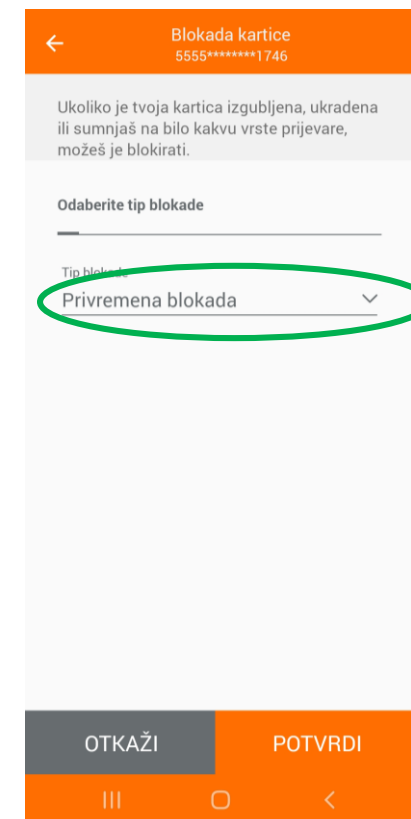 Blokada kartice
5555********1746
Ukoliko je tvoja kartica izgubljena, ukradena
ili sumnjaš na bilo kakvu vrste prijevare,
možeš je blokirati.
Odaberite tip blokade
Tip blokade
Privremena blokada
OTKAŽI POTVRDI